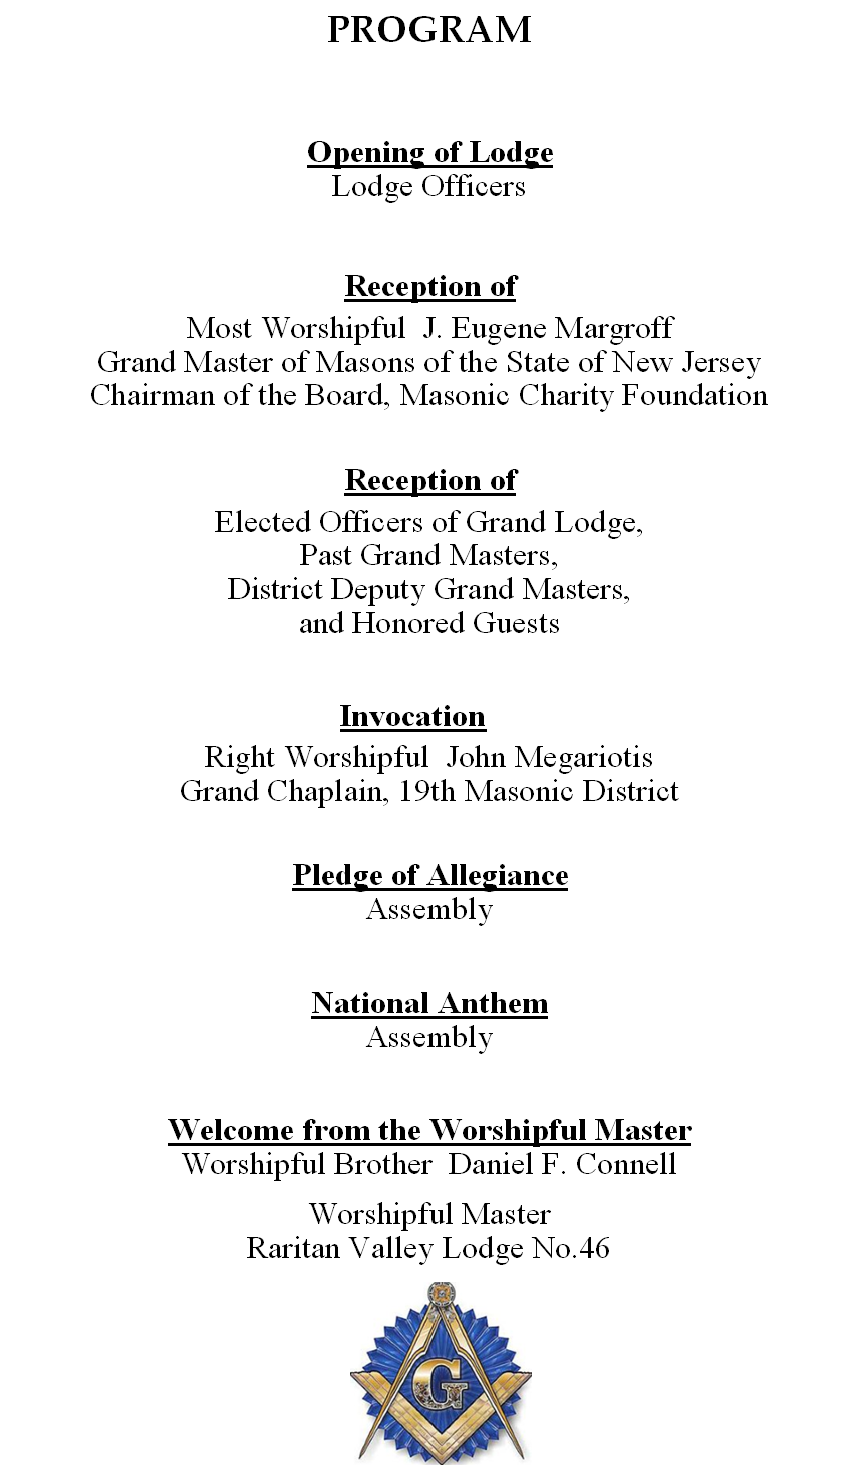 PROGRAM
Opening of Lodge
Lodge Officers
Reception of
Most Worshipful  J. Eugene Margroff
Grand Master of Masons of the State of New Jersey
Chairman of the Board, Masonic Charity Foundation
Reception of
Elected Officers of Grand Lodge,
Past Grand Masters,
District Deputy Grand Masters,
and Honored Guests
Invocation
Right Worshipful  John Megariotis
Grand Chaplain, 19th Masonic District
Pledge of Allegiance
Assembly
National Anthem
Assembly
Welcome from the Worshipful Master
Worshipful Brother  Daniel F. Connell
Worshipful Master
Raritan Valley Lodge No.46
G